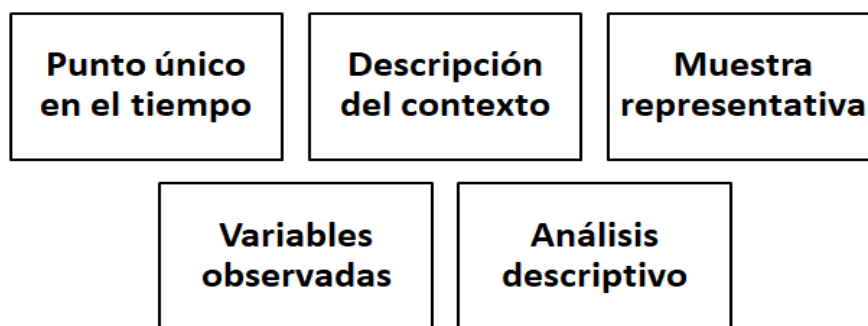 Punto único
en el tiempo
Descripción
del contexto
Muestra
representativa
Variables
observadas
Análisis
descriptivo